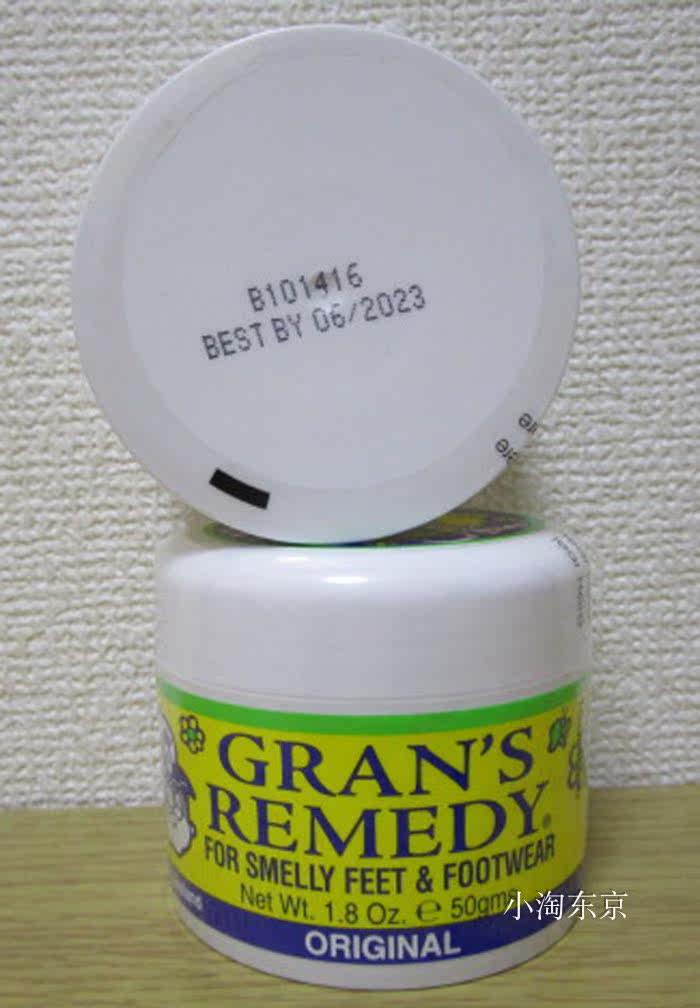 B101416
BEST BY 06/2023
GRAN'S
REMEDY®
FOR SMELLY FEET & FOOTWEAR
Net Wt. 1.8 Oz. ℮ 50gms
小淘东京
ORIGINAL